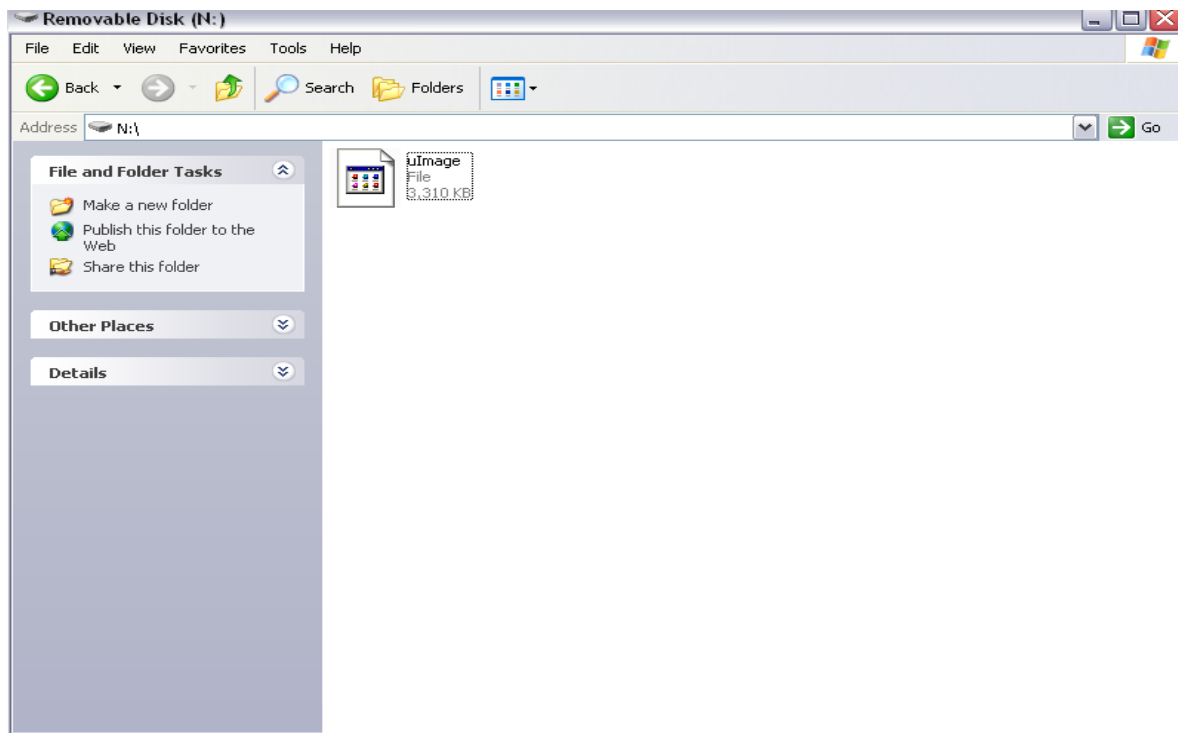 Removable Disk (N:)
File Edit View Favorites Tools Help
Back Search Folders
Address N:\ Go
File and Folder Tasks
Make a new folder
Publish this folder to the
Web
Share this folder
Other Places
Details
uImage
File
3,310 KB